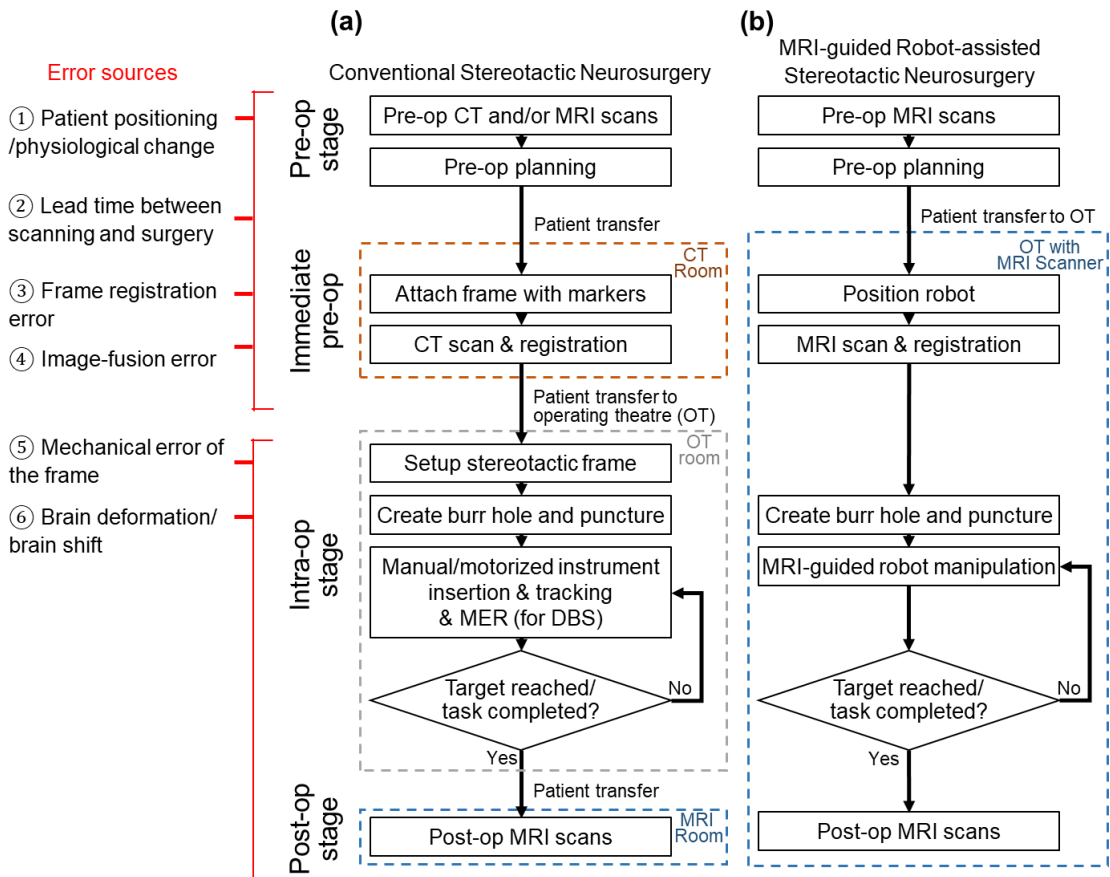 (a)
(b)
Error sources
Conventional Stereotactic Neurosurgery
MRI-guided Robot-assisted
Stereotactic Neurosurgery
① Patient positioning
/physiological change
② Lead time between
scanning and surgery
③ Frame registration
error
④ Image-fusion error
⑤ Mechanical error of
the frame
⑥ Brain deformation/
brain shift
Pre-op
stage
Immediate
pre-op
Intra-op
stage
Post-op
stage
Pre-op CT and/or MRI scans
Pre-op planning
Patient transfer
CT
Room
Attach frame with markers
CT scan & registration
Patient transfer to
operating theatre (OT)
OT
room
Setup stereotactic frame
Create burr hole and puncture
Manual/motorized instrument
insertion & tracking
& MER (for DBS)
Target reached/
task completed?
No
Yes
Patient transfer
MRI
Room
Post-op MRI scans
Pre-op MRI scans
Pre-op planning
Patient transfer to OT
OT with
MRI Scanner
Position robot
MRI scan & registration
Create burr hole and puncture
MRI-guided robot manipulation
Target reached/
task completed?
No
Yes
Post-op MRI scans